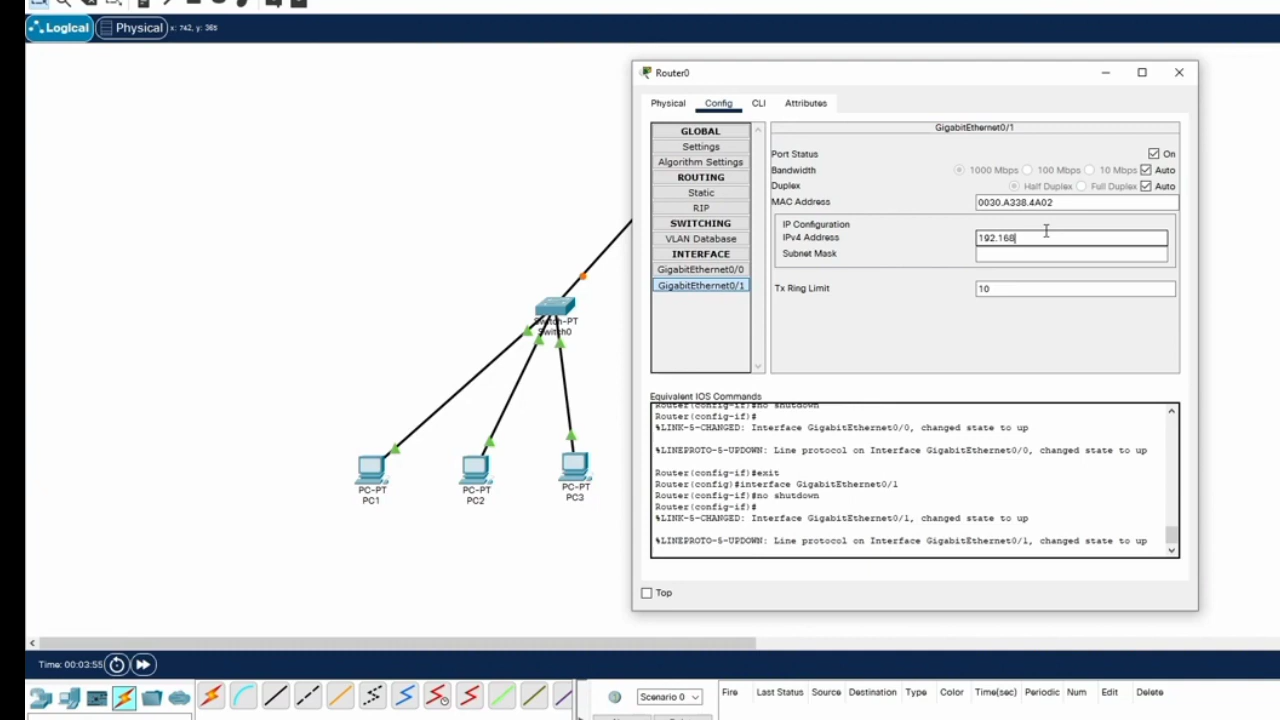 Logical Physical x: 742, y: 365
Router0
Physical Config CLI Attributes
GLOBAL
Settings
Algorithm Settings
ROUTING
Static
RIP
SWITCHING
VLAN Database
INTERFACE
GigabitEthernet0/0
GigabitEthernet0/1
GigabitEthernet0/1
Port Status On
Bandwidth 1000 Mbps 100 Mbps 10 Mbps Auto
Duplex Half Duplex Full Duplex Auto
MAC Address 0030.A338.4A02
IP Configuration
IPv4 Address 192.168
Subnet Mask
Tx Ring Limit 10
Equivalent IOS Commands
Router(config-if)#no shutdown
Router(config-if)#
%LINK-5-CHANGED: Interface GigabitEthernet0/0, changed state to up
%LINEPROTO-5-UPDOWN: Line protocol on Interface GigabitEthernet0/0, changed state to up
Router(config-if)#exit
Router(config)#interface GigabitEthernet0/1
Router(config-if)#no shutdown
Router(config-if)#
%LINK-5-CHANGED: Interface GigabitEthernet0/1, changed state to up
%LINEPROTO-5-UPDOWN: Line protocol on Interface GigabitEthernet0/1, changed state to up
Top
Switch-PT
Switch0
PC-PT
PC1
PC-PT
PC2
PC-PT
PC3
Time: 00:03:55
Scenario 0
Fire Last Status Source Destination Type Color Time(sec) Periodic Num Edit Delete